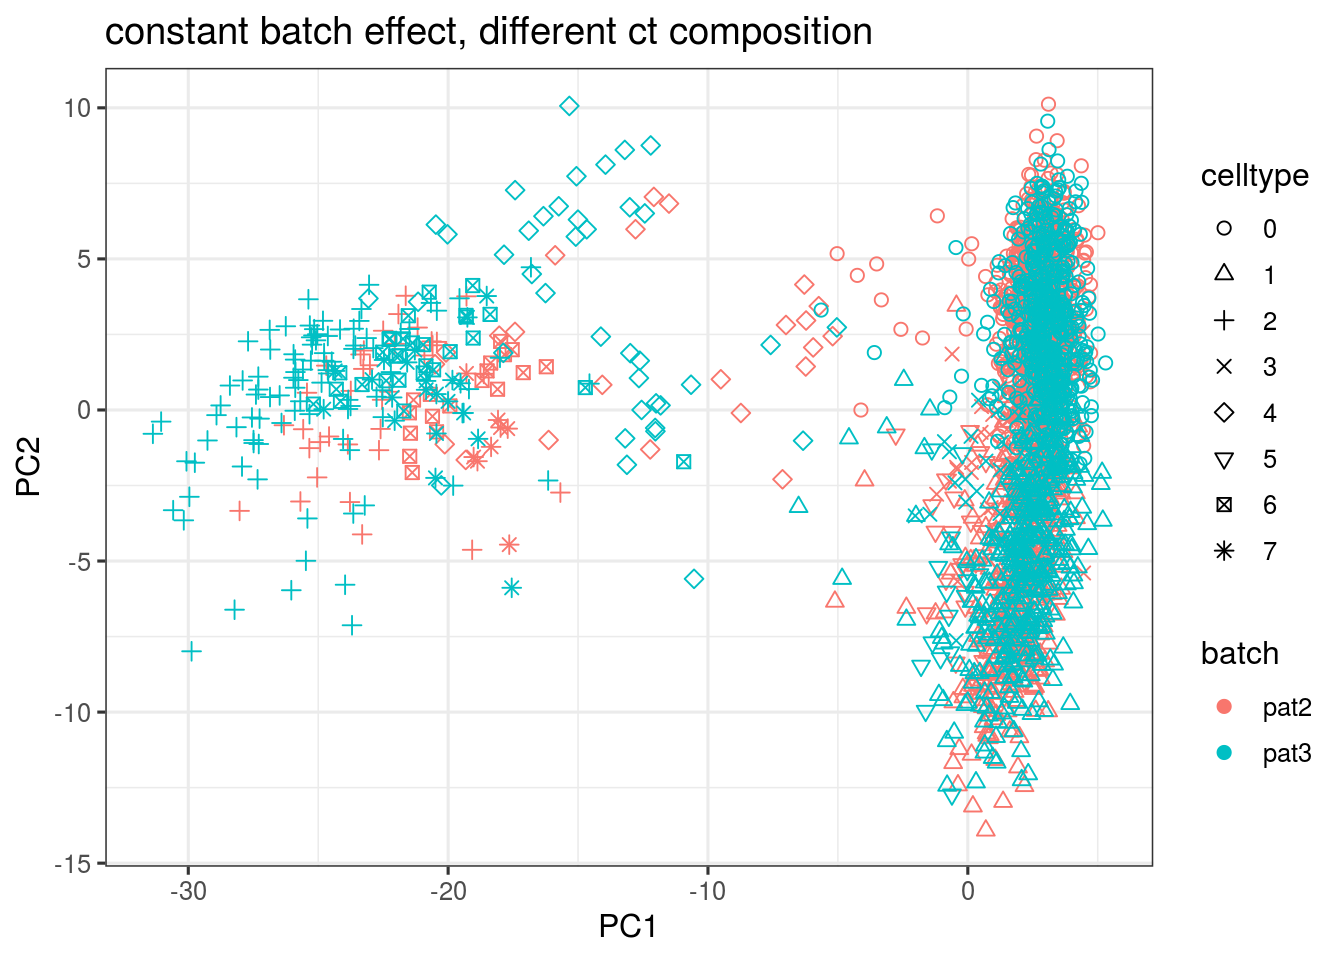 constant batch effect, different ct composition
PC2
10
5
0
-5
-10
-15
-30
-20
-10
0
PC1
celltype
0
1
2
3
4
5
6
7
batch
pat2
pat3